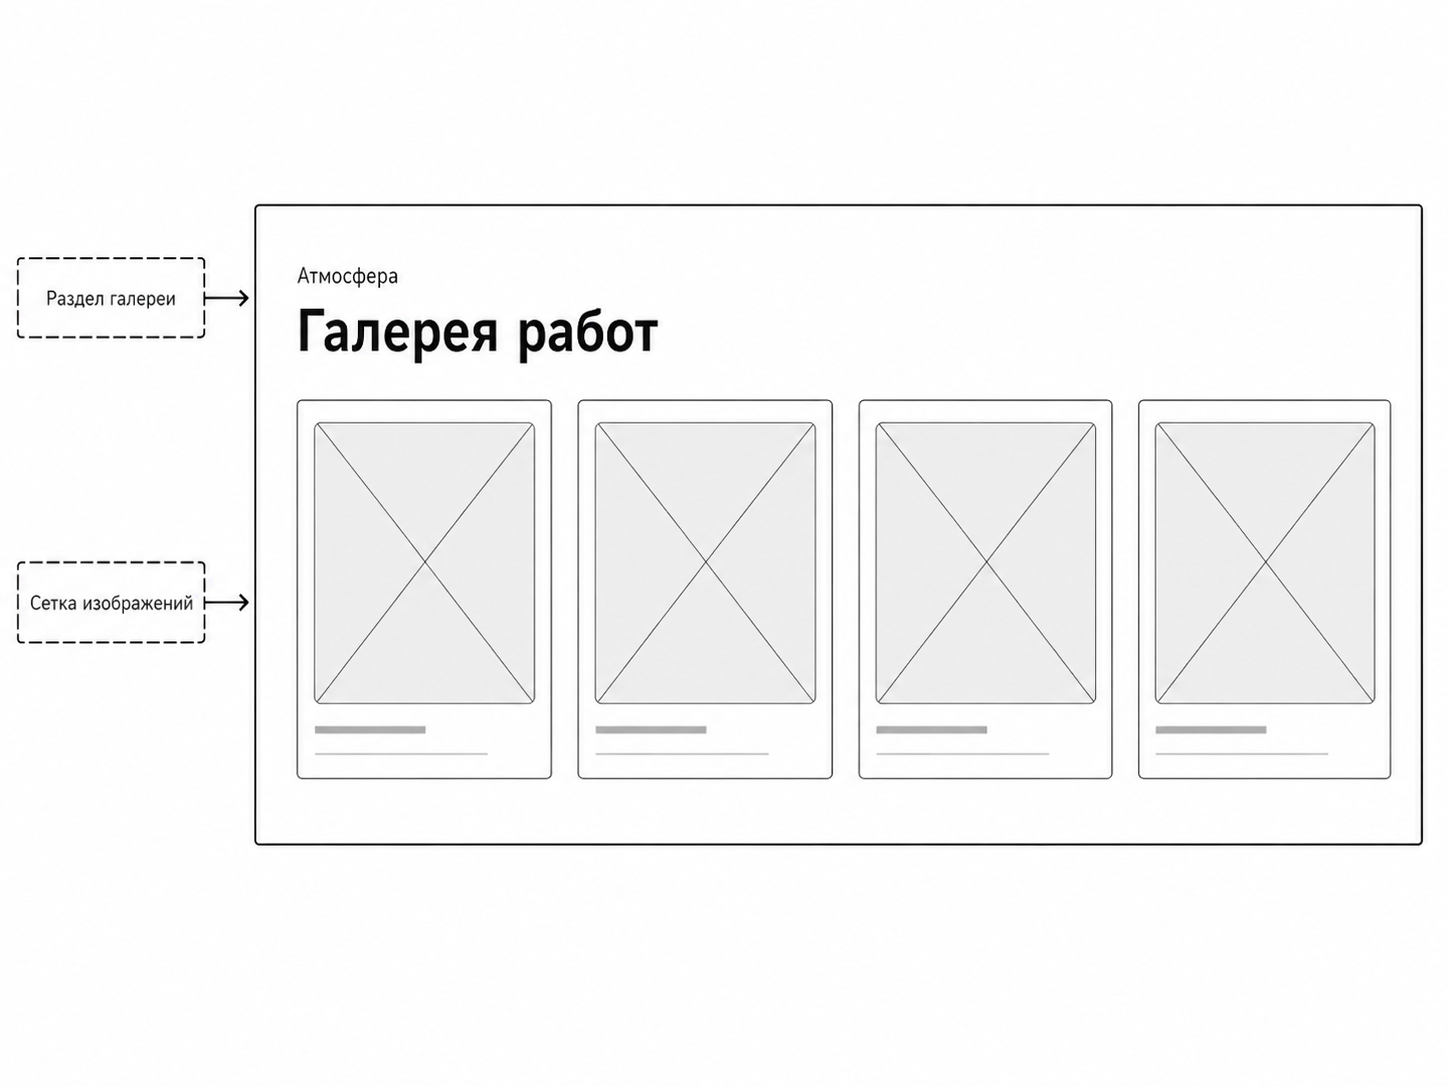 Раздел галереи
Атмосфера
Галерея работ
Сетка изображений